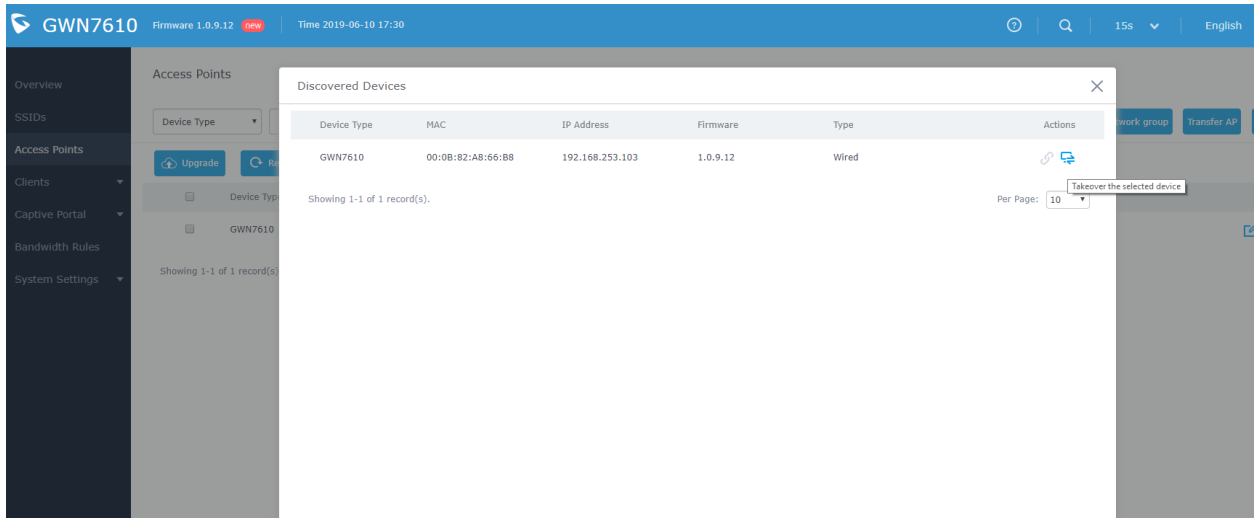 GWN7610 Firmware 1.0.9.12 new Time 2019-06-10 17:30 15s English
Overview
SSIDs
Access Points
Clients
Captive Portal
Bandwidth Rules
System Settings
Access Points
Device Type
work group Transfer AP
Upgrade Re
Device Typ
GWN7610
Showing 1-1 of 1 record(s)
Discovered Devices
Device Type MAC IP Address Firmware Type Actions
GWN7610 00:0B:82:A8:66:B8 192.168.253.103 1.0.9.12 Wired
Takeover the selected device
Showing 1-1 of 1 record(s). Per Page: 10